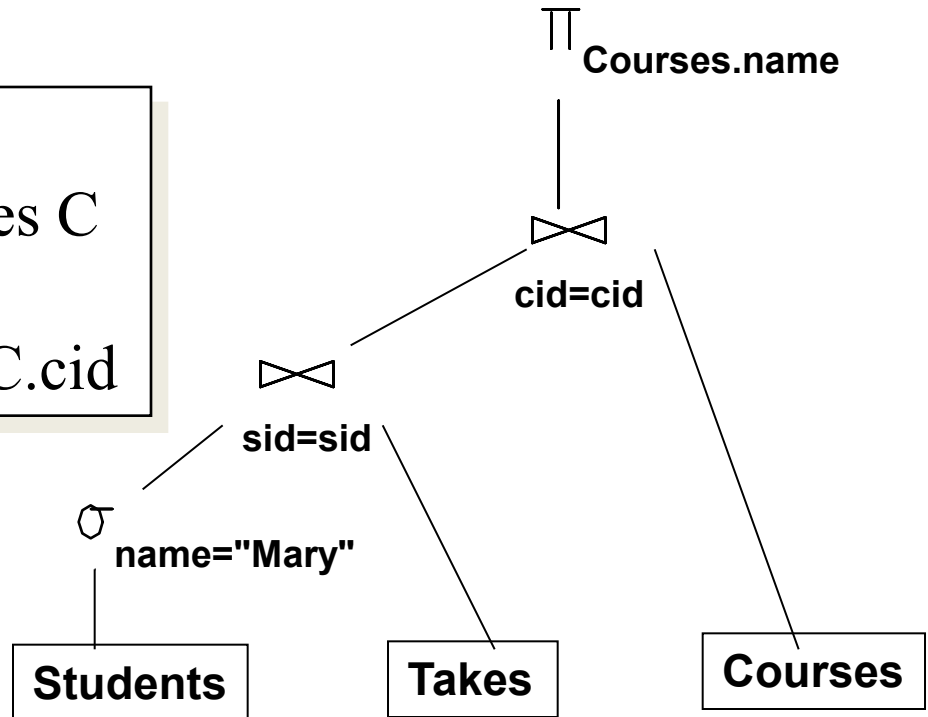 ∏ Courses.name
es C
C.cid
⋈
cid=cid
⋈
sid=sid
σ name="Mary"
Students
Takes
Courses